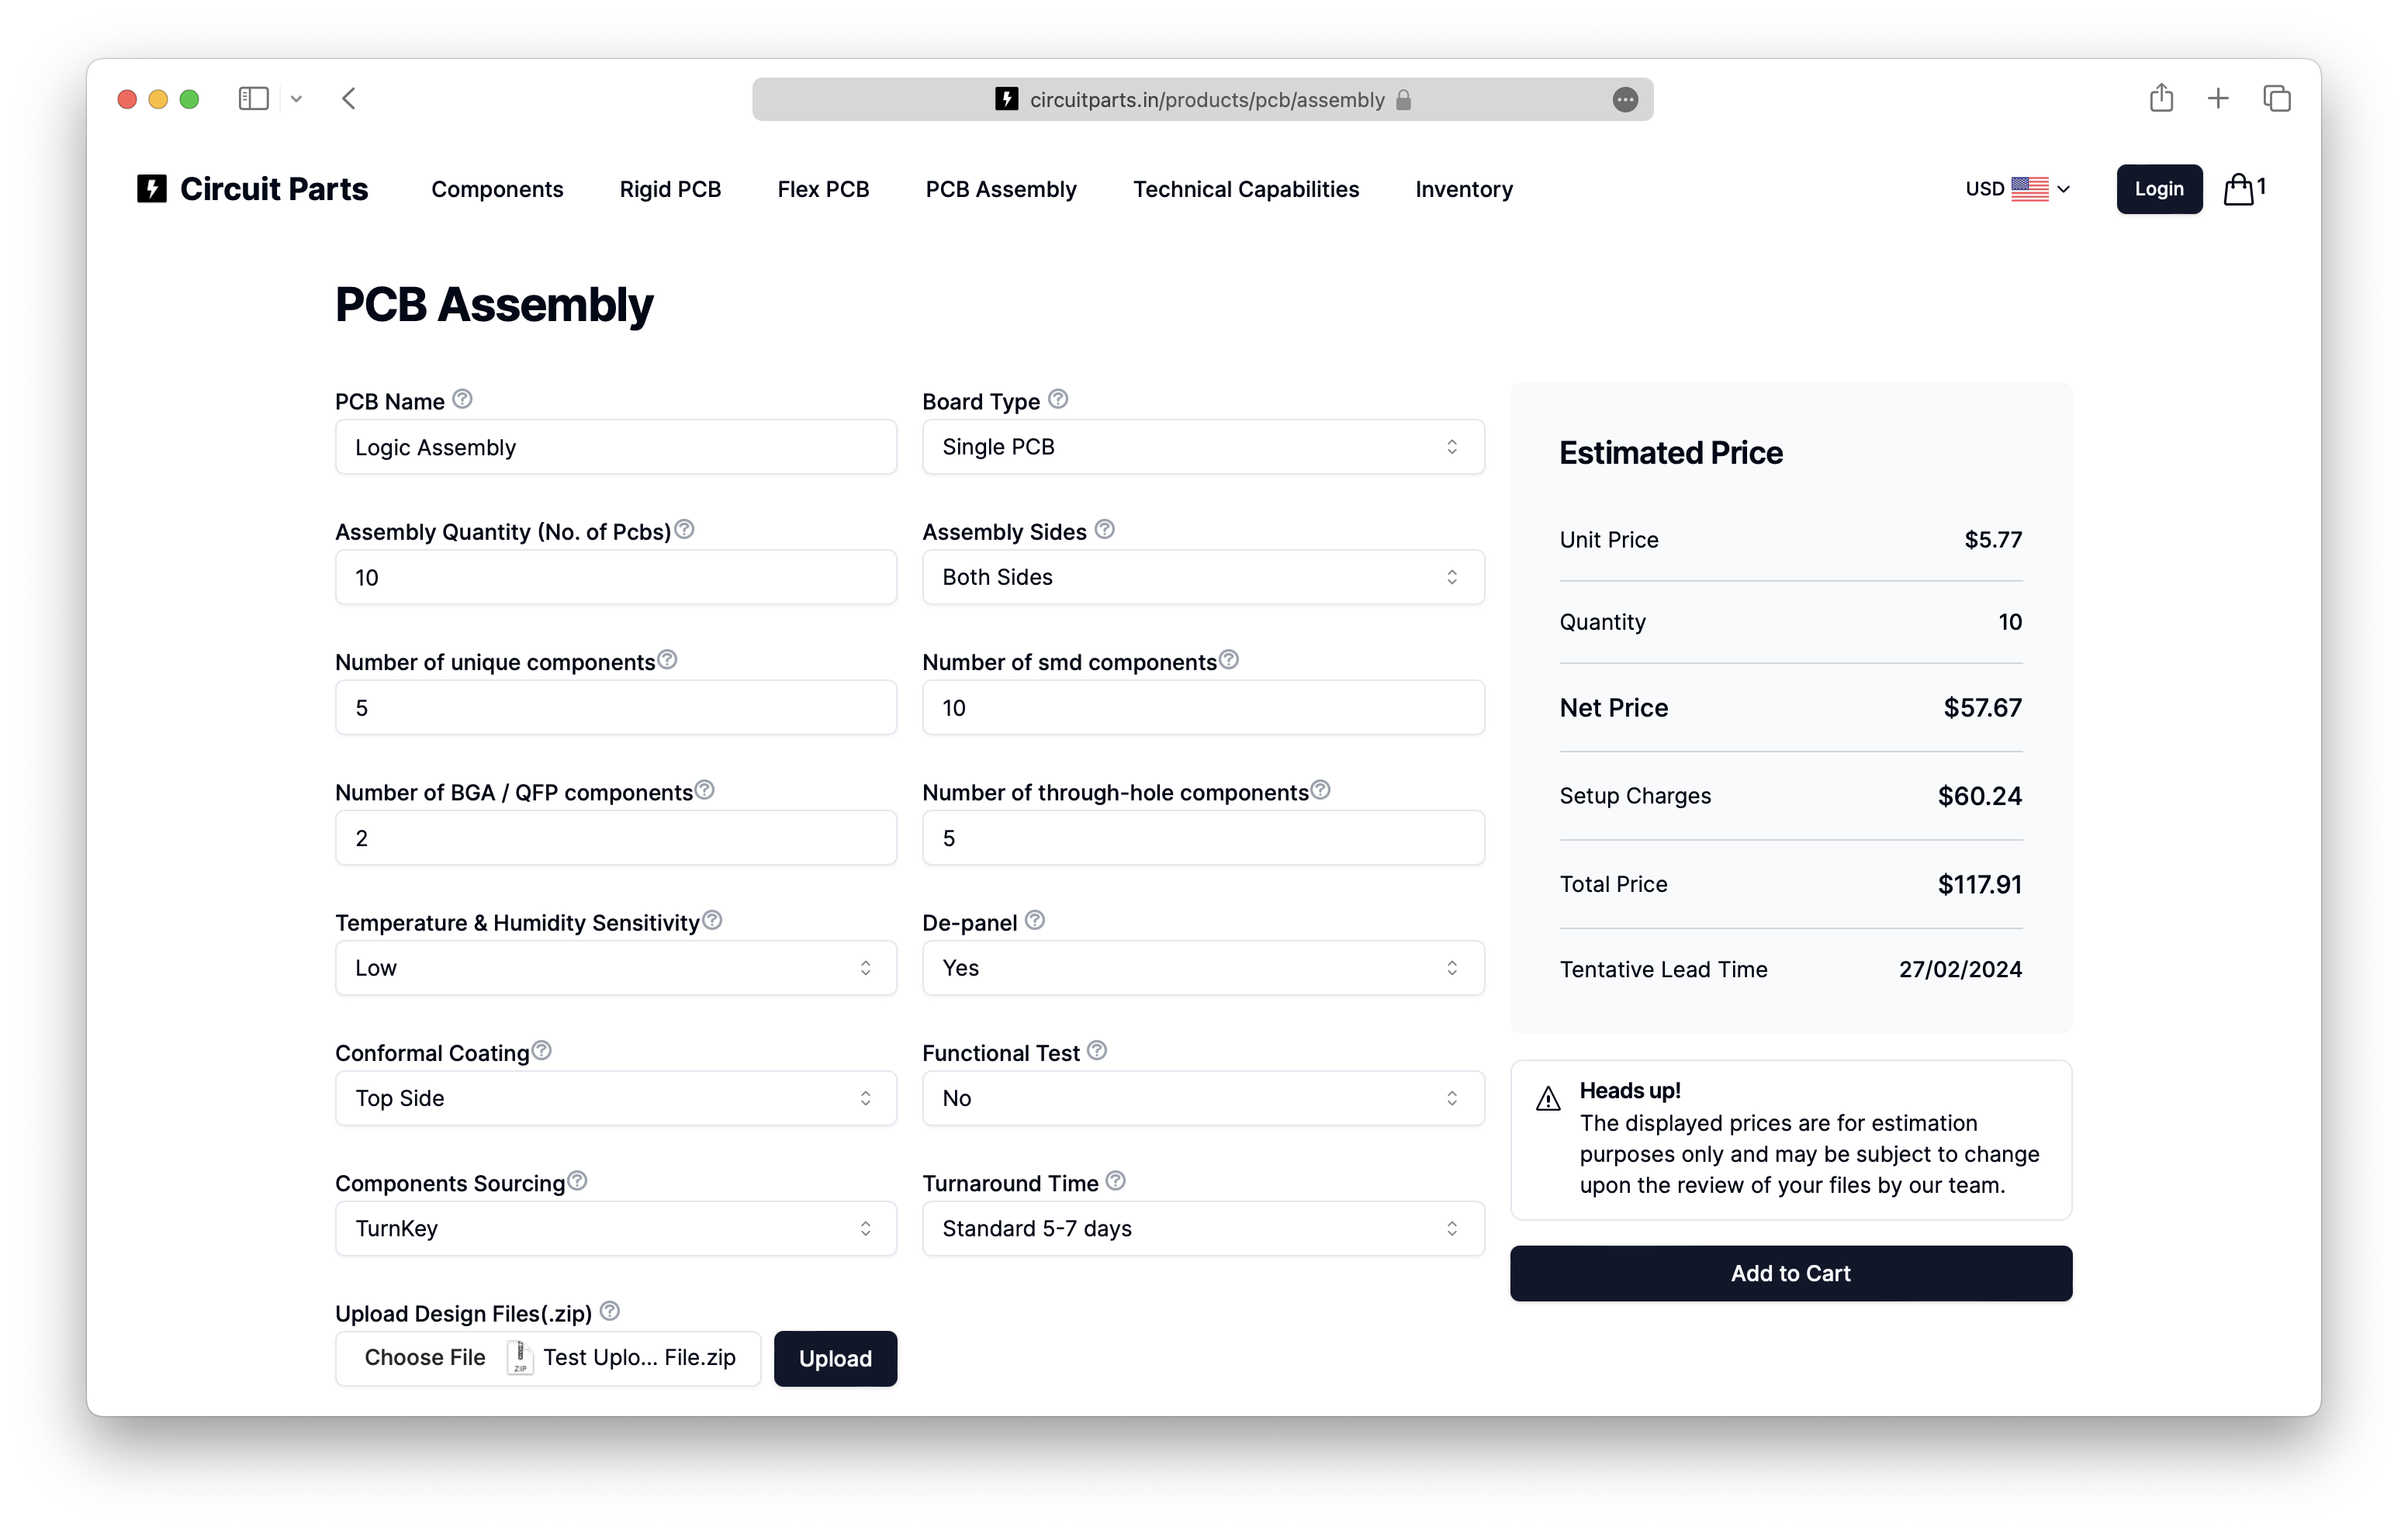 circuitparts.in/products/pcb/assembly
Circuit Parts
Components
Rigid PCB
Flex PCB
PCB Assembly
Technical Capabilities
Inventory
USD
Login
1
PCB Assembly
PCB Name
Logic Assembly
Board Type
Single PCB
Assembly Quantity (No. of Pcbs)
10
Assembly Sides
Both Sides
Number of unique components
5
Number of smd components
10
Number of BGA / QFP components
2
Number of through-hole components
5
Temperature & Humidity Sensitivity
Low
De-panel
Yes
Conformal Coating
Top Side
Functional Test
No
Components Sourcing
TurnKey
Turnaround Time
Standard 5-7 days
Upload Design Files(.zip)
Choose File
ZIP
Test Uplo... File.zip
Upload
Estimated Price
Unit Price $5.77
Quantity 10
Net Price $57.67
Setup Charges $60.24
Total Price $117.91
Tentative Lead Time 27/02/2024
Heads up!
The displayed prices are for estimation
purposes only and may be subject to change
upon the review of your files by our team.
Add to Cart